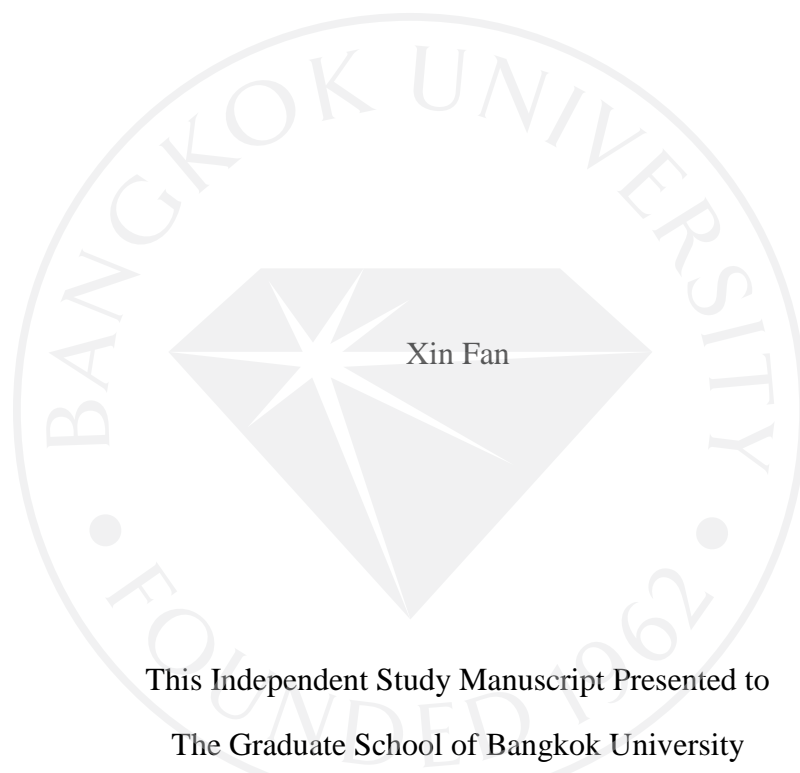 BANGKOK UNIVERSITY
Xin Fan
This Independent Study Manuscript Presented to
The Graduate School of Bangkok University
• FOUNDED 1962 •